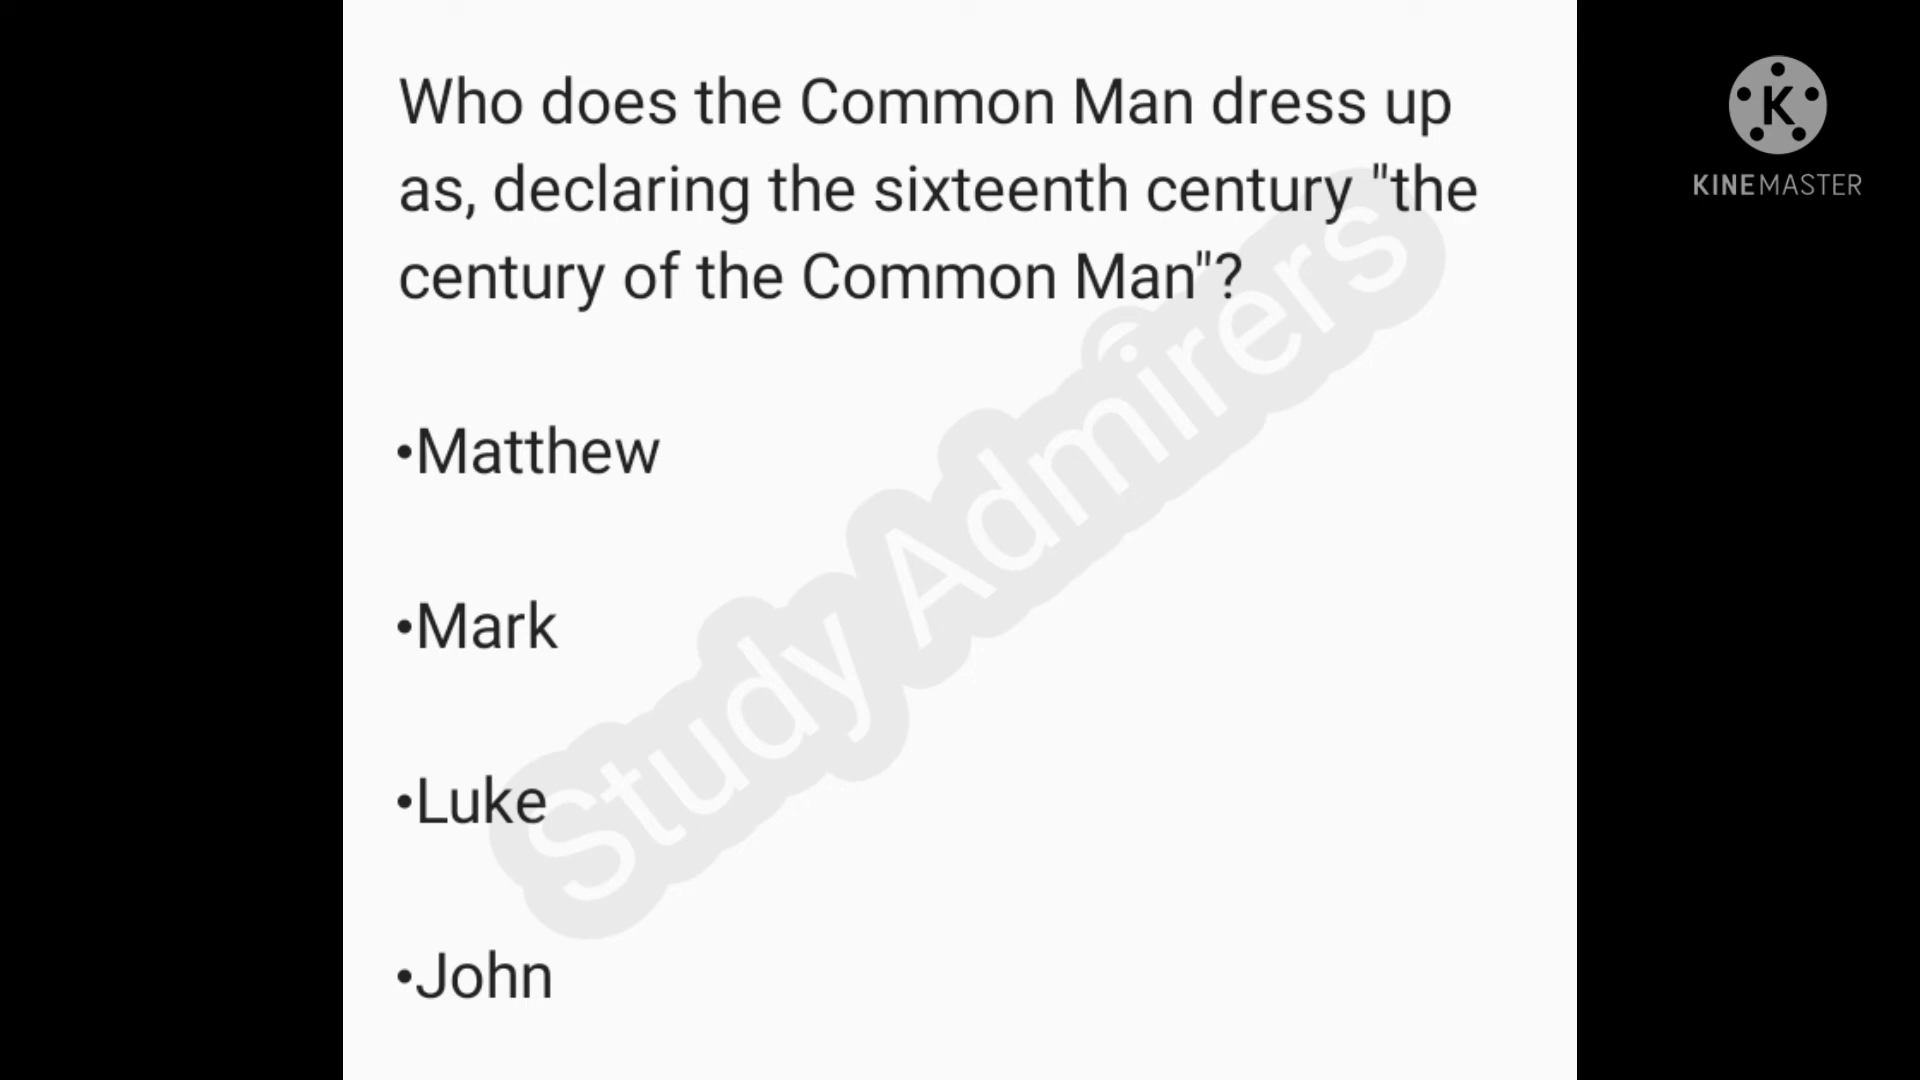 Who does the Common Man dress up
as, declaring the sixteenth century "the
century of the Common Man"?
•Matthew
•Mark
•Luke
•John
Study Admirers
K
KINEMASTER